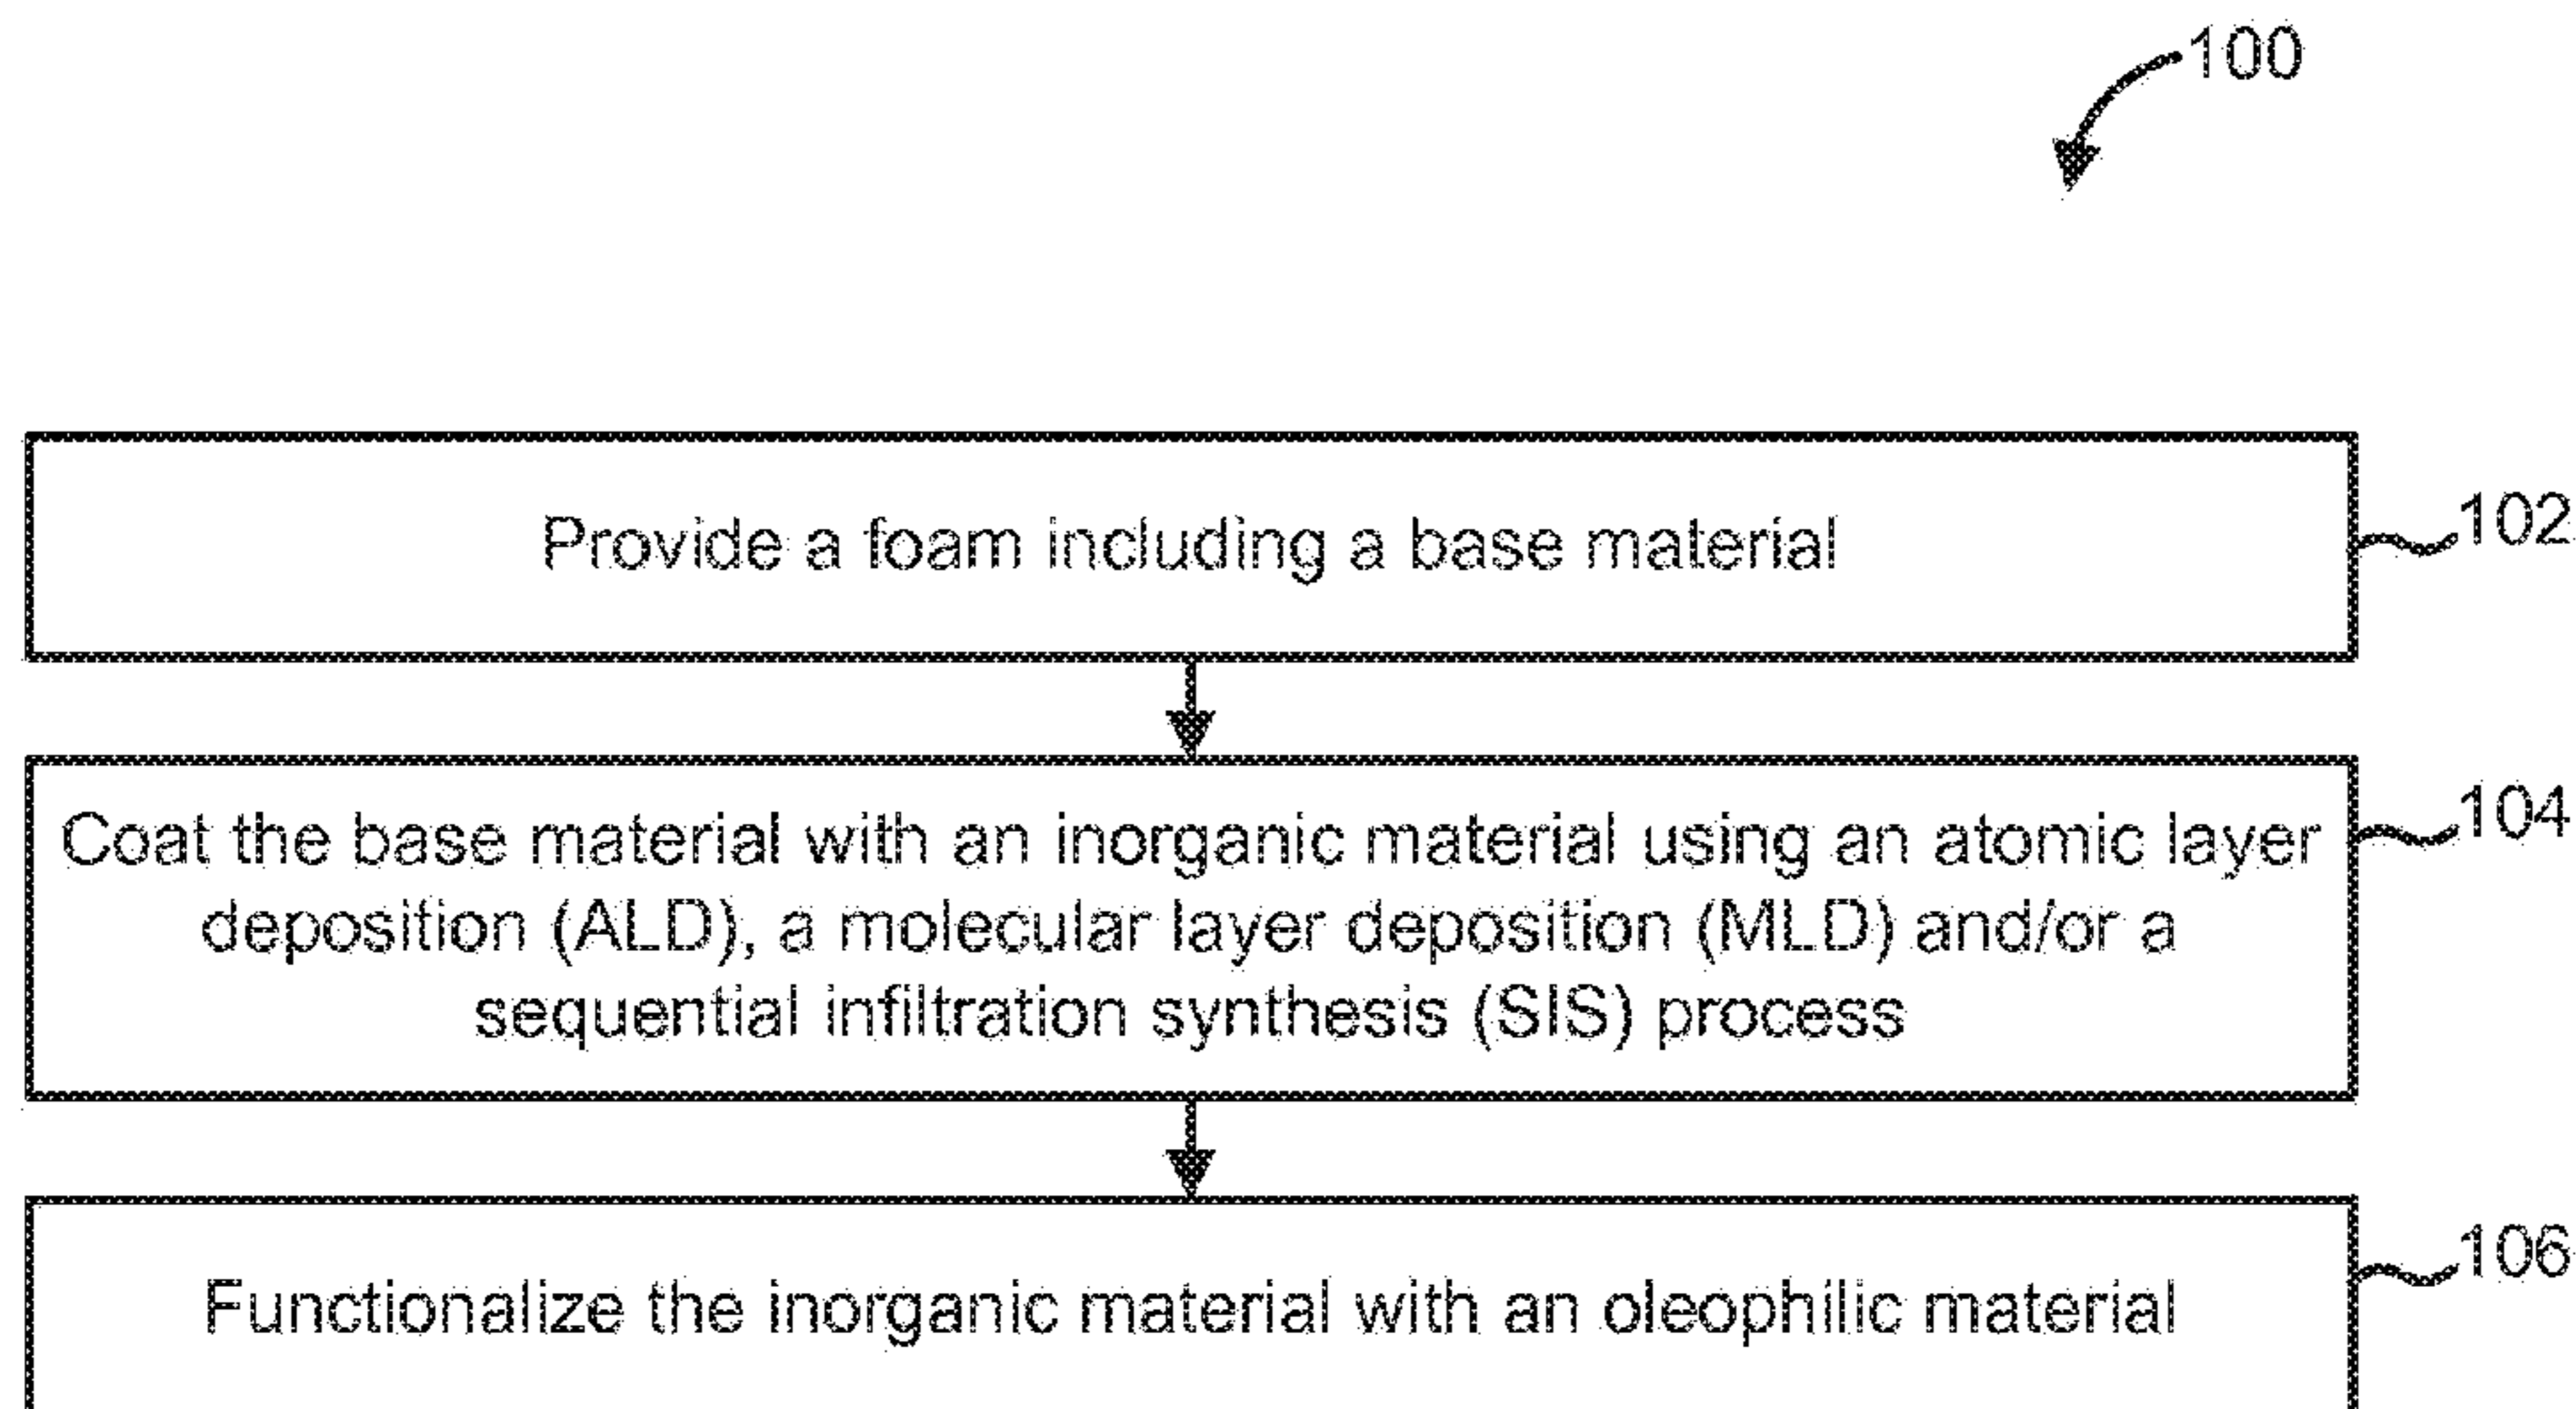 100
Provide a foam including a base material
102
Coat the base material with an inorganic material using an atomic layer
deposition (ALD), a molecular layer deposition (MLD) and/or a
sequential infiltration synthesis (SIS) process
104
Functionalize the inorganic material with an oleophilic material
106